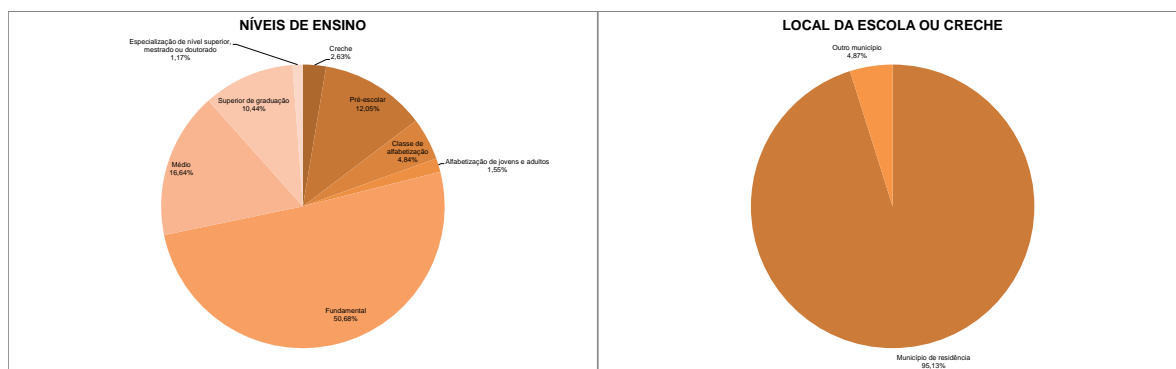 NÍVEIS DE ENSINO
Especialização de nível superior,
mestrado ou doutorado
1,17%
Creche
2,63%
Pré-escolar
12,05%
Classe de
alfabetização
4,84%
Alfabetização de jovens e adultos
1,55%
Fundamental
50,68%
Médio
16,64%
Superior de graduação
10,44%
LOCAL DA ESCOLA OU CRECHE
Outro município
4,87%
Município de residência
95,13%